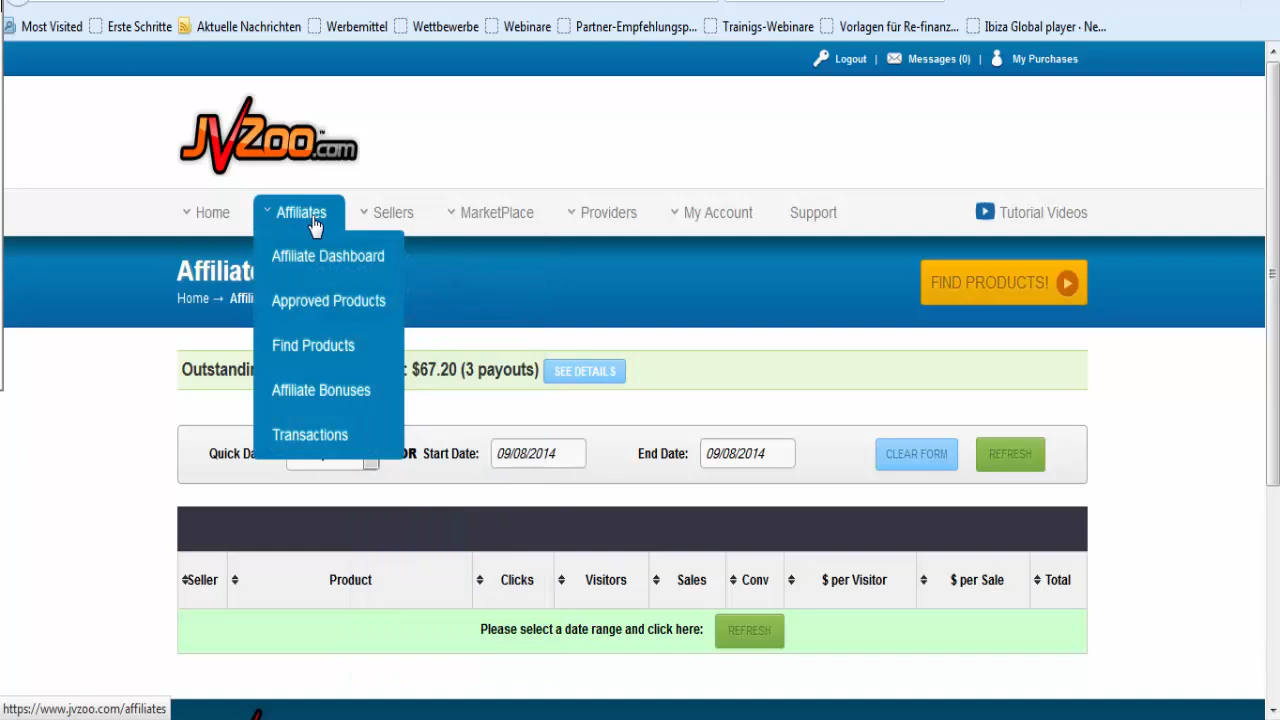 Most Visited Erste Schritte Aktuelle Nachrichten Werbemittel Wettbewerbe Webinare Partner-Empfehlungsp... Trainigs-Webinare Vorlagen für Re-finanz... Ibiza Global player · Ne...
Logout | Messages (0) | My Purchases
JVZoo.com™
Home Affiliates Sellers MarketPlace Providers My Account Support Tutorial Videos
Affiliate Dashboard
Approved Products
Find Products
Affiliate Bonuses
Transactions
FIND PRODUCTS!
Home →
: $67.20 (3 payouts) SEE DETAILS
OR Start Date: 09/08/2014 End Date: 09/08/2014 CLEAR FORM REFRESH
Seller Product Clicks Visitors Sales Conv $ per Visitor $ per Sale Total
Please select a date range and click here: REFRESH
https://www.jvzoo.com/affiliates